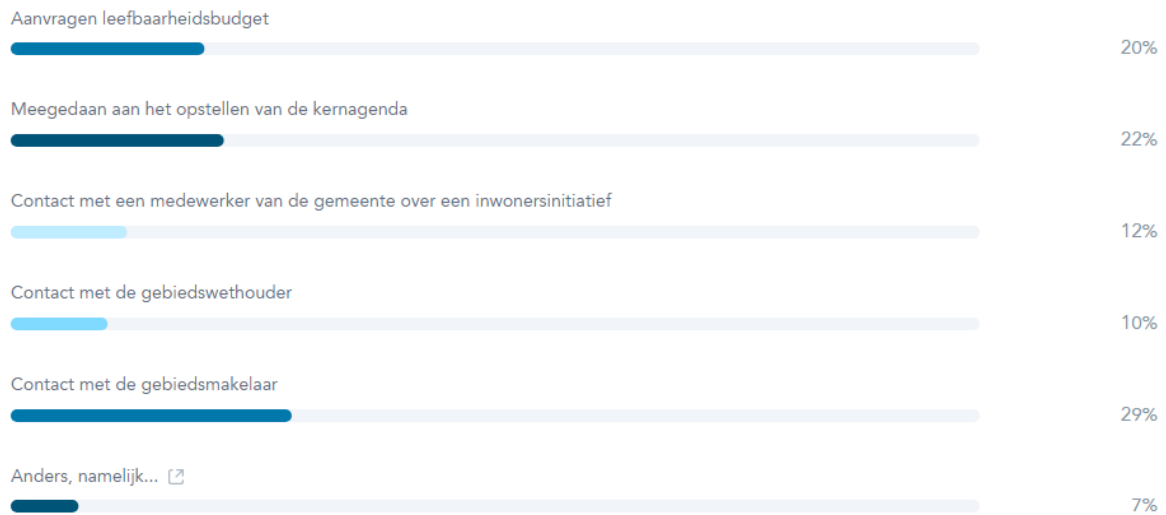 Aanvragen leefbaarheidsbudget
20%
Meegedaan aan het opstellen van de kernagenda
22%
Contact met een medewerker van de gemeente over een inwonersinitiatief
12%
Contact met de gebiedswethouder
10%
Contact met de gebiedsmakelaar
29%
Anders, namelijk...
7%